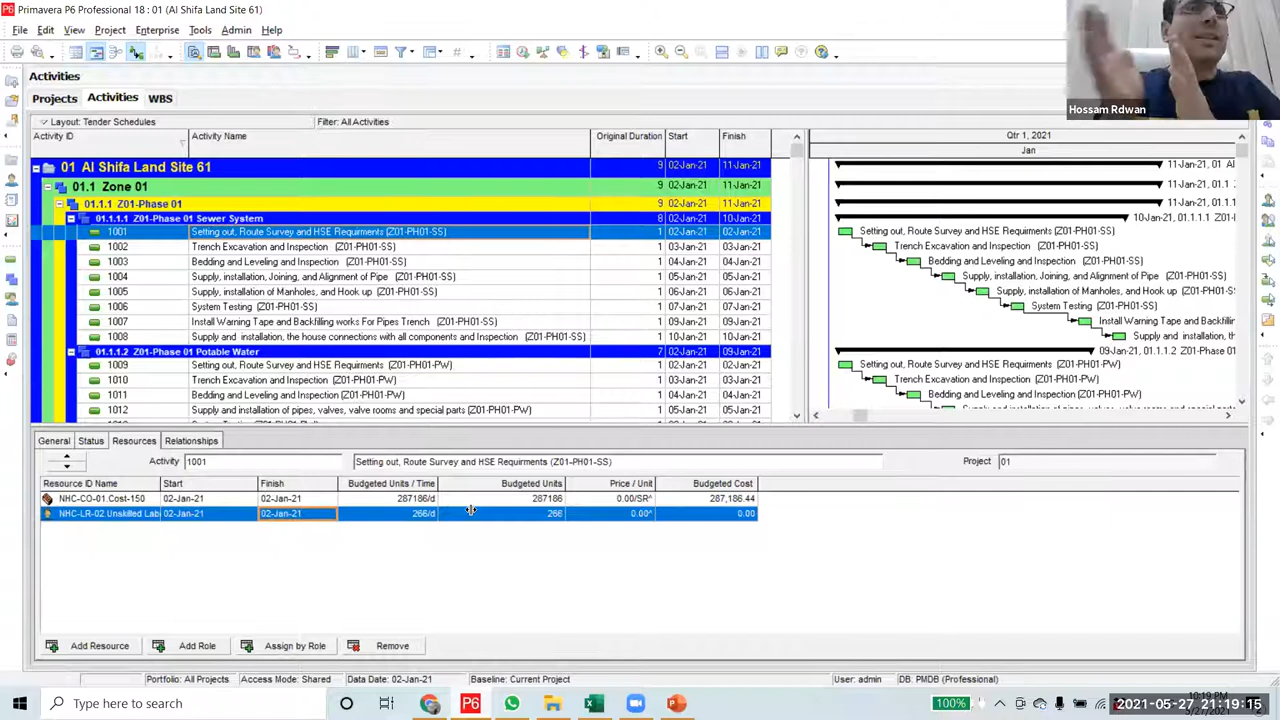 Primavera P6 Professional 18 : 01 (Al Shifa Land Site 61)
File Edit View Project Enterprise Tools Admin Help
Activities
Projects Activities WBS
Layout: Tender Schedules Filter: All Activities
Activity ID Activity Name Original Duration Start Finish Qtr 1, 2021
Jan
01 Al Shifa Land Site 61 9 02-Jan-21 11-Jan-21 11-Jan-21, 01 Al
01.1 Zone 01 9 02-Jan-21 11-Jan-21 11-Jan-21, 01.1
01.1.1 Z01-Phase 01 9 02-Jan-21 11-Jan-21 11-Jan-21, 01.1.1
01.1.1.1 Z01-Phase 01 Sewer System 8 02-Jan-21 10-Jan-21 10-Jan-21, 01.1.1.1 Z01-
1001 Setting out, Route Survey and HSE Requirments (Z01-PH01-SS) 1 02-Jan-21 02-Jan-21 Setting out, Route Survey and HSE Requirments (Z01-PH01-SS)
1002 Trench Excavation and Inspection (Z01-PH01-SS) 1 03-Jan-21 03-Jan-21 Trench Excavation and Inspection (Z01-PH01-SS)
1003 Bedding and Leveling and Inspection (Z01-PH01-SS) 1 04-Jan-21 04-Jan-21 Bedding and Leveling and Inspection (Z01-PH01-SS)
1004 Supply, installation, Joining, and Alignment of Pipe (Z01-PH01-SS) 1 05-Jan-21 05-Jan-21 Supply, installation, Joining, and Alignment of Pipe (Z01-PH01-SS)
1005 Supply, installation of Manholes, and Hook up (Z01-PH01-SS) 1 06-Jan-21 06-Jan-21 Supply, installation of Manholes, and Hook up (Z01-PH01-SS
1006 System Testing (Z01-PH01-SS) 1 07-Jan-21 07-Jan-21 System Testing (Z01-PH01-SS)
1007 Install Warning Tape and Backfilling works For Pipes Trench (Z01-PH01-SS) 1 09-Jan-21 09-Jan-21 Install Warning Tape and Backfillin
1008 Supply and installation, the house connections with all components and Inspection (Z01-PH01-SS) 1 10-Jan-21 10-Jan-21 Supply and installation, the
01.1.1.2 Z01-Phase 01 Potable Water 7 02-Jan-21 09-Jan-21 09-Jan-21, 01.1.1.2 Z01-Phase
1009 Setting out, Route Survey and HSE Requirments (Z01-PH01-PW) 1 02-Jan-21 02-Jan-21 Setting out, Route Survey and HSE Requirments (Z01-PH01-PW)
1010 Trench Excavation and Inspection (Z01-PH01-PW) 1 03-Jan-21 03-Jan-21 Trench Excavation and Inspection (Z01-PH01-PW)
1011 Bedding and Leveling and Inspection (Z01-PH01-PW) 1 04-Jan-21 04-Jan-21 Bedding and Leveling and Inspection (Z01-PH01-PW)
1012 Supply and installation of pipes, valves, valve rooms and special parts (Z01-PH01-PW) 1 05-Jan-21 05-Jan-21
General Status Resources Relationships
Activity 1001 Setting out, Route Survey and HSE Requirments (Z01-PH01-SS) Project 01
Resource ID Name Start Finish Budgeted Units / Time Budgeted Units Price / Unit Budgeted Cost
NHC-CO-01.Cost-150 02-Jan-21 02-Jan-21 287186/d 287186 0.00/SR^ 287,186.44
NHC-LR-02.Unskilled Lab 02-Jan-21 02-Jan-21 266/d 266 0.00^ 0.00
Add Resource Add Role Assign by Role Remove
Portfolio: All Projects Access Mode: Shared Data Date: 02-Jan-21 Baseline: Current Project User: admin DB: PMDB (Professional)
Type here to search 100% 10:19 PM
2021-05-27 21:19:15
Hossam Rdwan